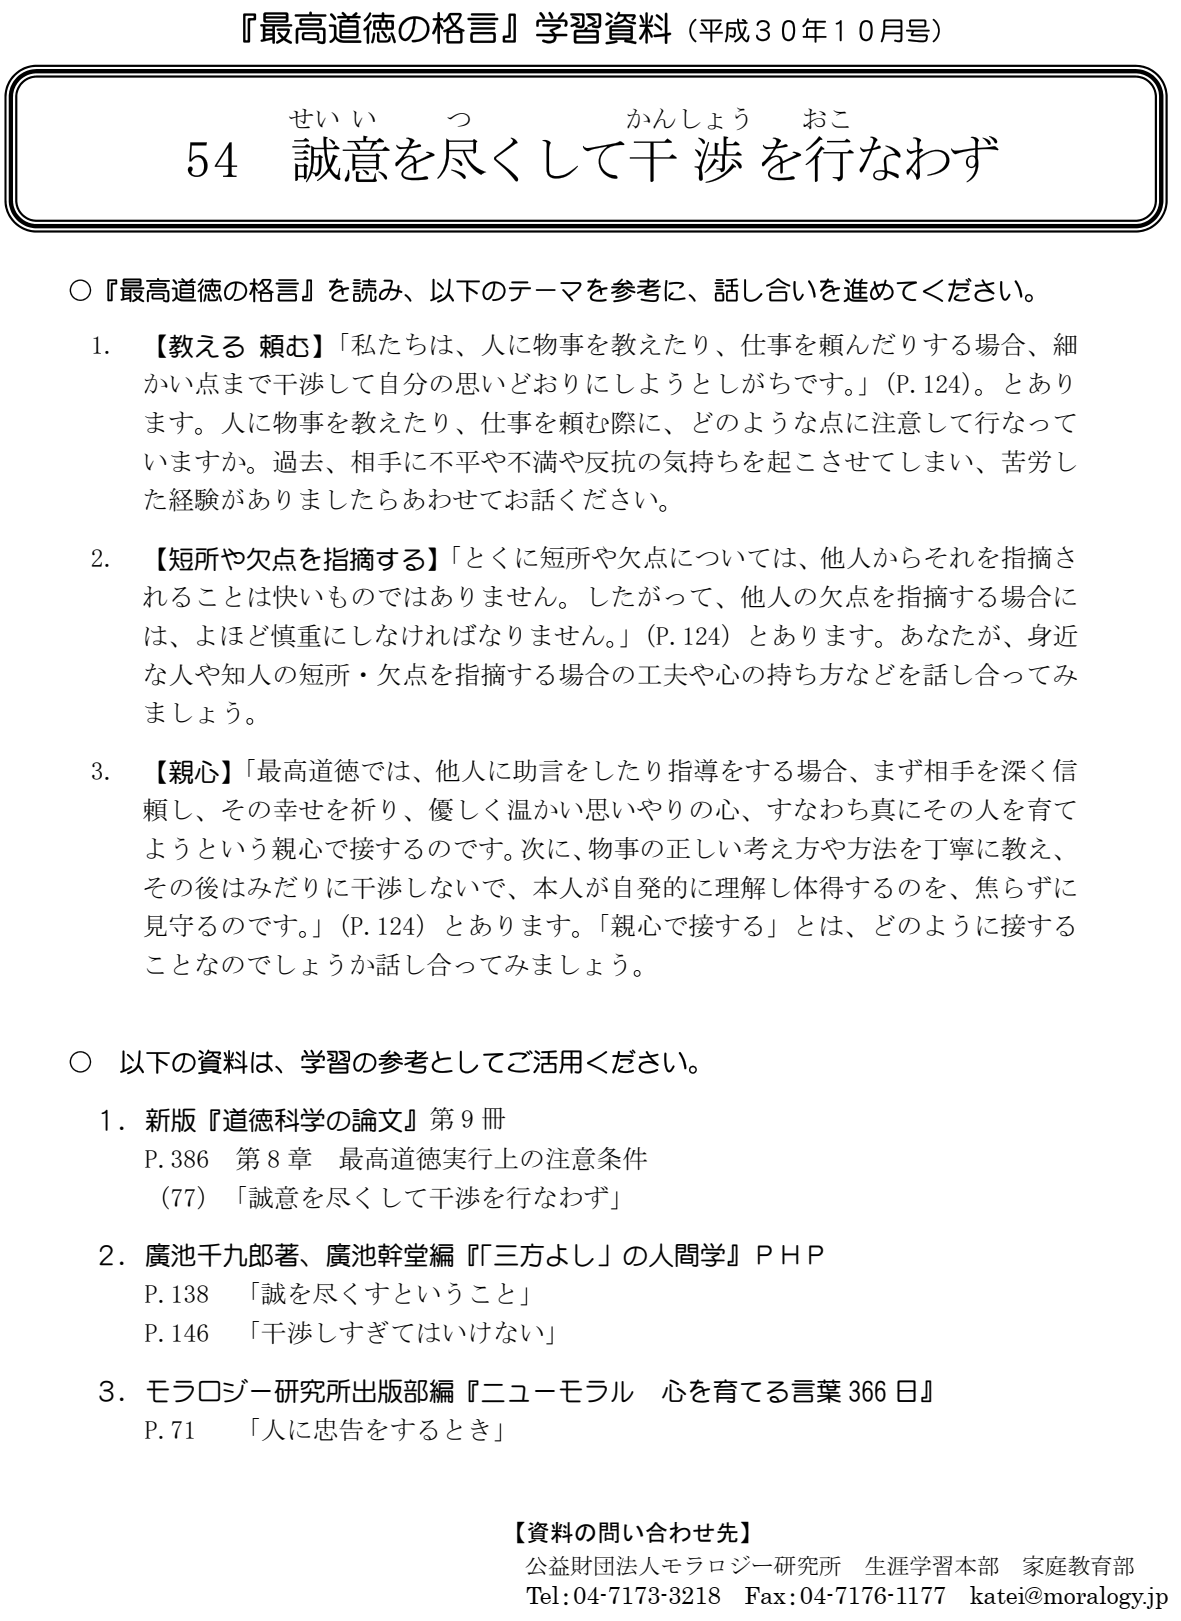 『最高道徳の格言』学習資料（平成３０年１０月号）
せいい つ かんしょう おこ
54　誠意を尽くして干渉を行なわず
○『最高道徳の格言』を読み、以下のテーマを参考に、話し合いを進めてください。
1. 【教える 頼む】「私たちは、人に物事を教えたり、仕事を頼んだりする場合、細
かい点まで干渉して自分の思いどおりにしようとしがちです。」(P.124)。とあり
ます。人に物事を教えたり、仕事を頼む際に、どのような点に注意して行なって
いますか。過去、相手に不平や不満や反抗の気持ちを起こさせてしまい、苦労し
た経験がありましたらあわせてお話ください。
2. 【短所や欠点を指摘する】「とくに短所や欠点については、他人からそれを指摘さ
れることは快いものではありません。したがって、他人の欠点を指摘する場合に
は、よほど慎重にしなければなりません。」(P.124) とあります。あなたが、身近
な人や知人の短所・欠点を指摘する場合の工夫や心の持ち方などを話し合ってみ
ましょう。
3. 【親心】「最高道徳では、他人に助言をしたり指導をする場合、まず相手を深く信
頼し、その幸せを祈り、優しく温かい思いやりの心、すなわち真にその人を育て
ようという親心で接するのです。次に、物事の正しい考え方や方法を丁寧に教え、
その後はみだりに干渉しないで、本人が自発的に理解し体得するのを、焦らずに
見守るのです。」(P.124) とあります。「親心で接する」とは、どのように接する
ことなのでしょうか話し合ってみましょう。
○　以下の資料は、学習の参考としてご活用ください。
１．新版『道徳科学の論文』第９冊
P.386　第８章　最高道徳実行上の注意条件
（77）「誠意を尽くして干渉を行なわず」
２．廣池千九郎著、廣池幹堂編『「三方よし」の人間学』ＰＨＰ
P.138　「誠を尽くすということ」
P.146　「干渉しすぎてはいけない」
３．モラロジー研究所出版部編『ニューモラル　心を育てる言葉 366 日』
P.71　「人に忠告をするとき」
【資料の問い合わせ先】
公益財団法人モラロジー研究所　生涯学習本部　家庭教育部
Tel:04-7173-3218　Fax:04-7176-1177　katei@moralogy.jp